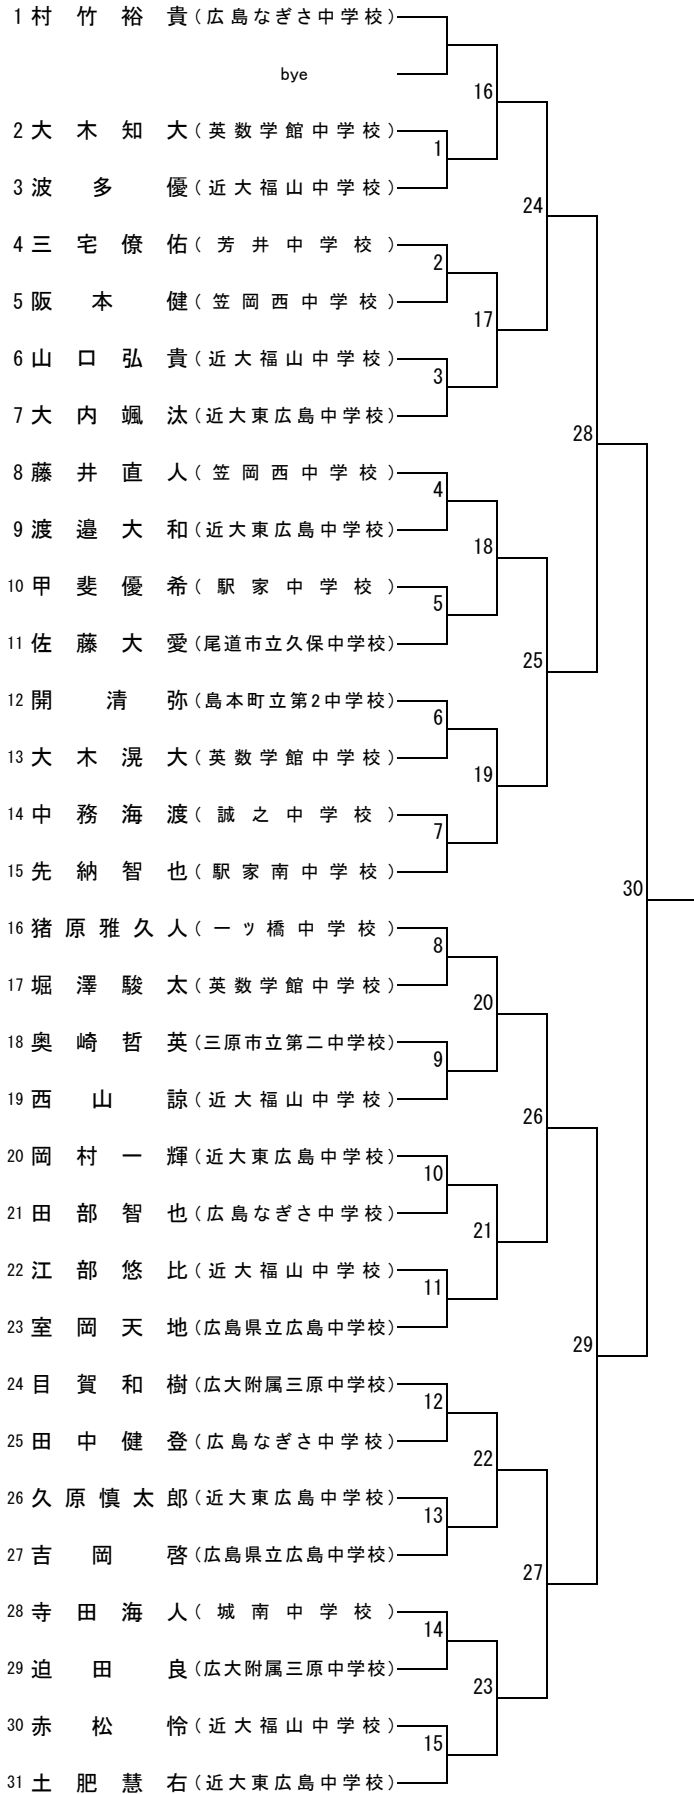 1 村竹裕貴(広島なぎさ中学校)
bye
16
2 大木知大(英数学館中学校)
1
3 波多優(近大福山中学校)
24
4 三宅僚佑(芳井中学校)
2
5 阪本健(笠岡西中学校)
17
6 山口弘貴(近大福山中学校)
3
7 大内颯汰(近大東広島中学校)
28
8 藤井直人(笠岡西中学校)
4
9 渡邉大和(近大東広島中学校)
18
10 甲斐優希(駅家中学校)
5
11 佐藤大愛(尾道市立久保中学校)
25
12 開清弥(島本町立第2中学校)
6
13 大木滉大(英数学館中学校)
19
14 中務海渡(誠之中学校)
7
15 先納智也(駅家南中学校)
30
16 猪原雅久人(一ッ橋中学校)
8
17 堀澤駿太(英数学館中学校)
20
18 奥崎哲英(三原市立第二中学校)
9
19 西山諒(近大福山中学校)
26
20 岡村一輝(近大東広島中学校)
10
21 田部智也(広島なぎさ中学校)
21
22 江部悠比(近大福山中学校)
11
23 室岡天地(広島県立広島中学校)
29
24 目賀和樹(広大附属三原中学校)
12
25 田中健登(広島なぎさ中学校)
22
26 久原慎太郎(近大東広島中学校)
13
27 吉岡啓(広島県立広島中学校)
27
28 寺田海人(城南中学校)
14
29 迫田良(広大附属三原中学校)
23
30 赤松怜(近大福山中学校)
15
31 土肥慧右(近大東広島中学校)